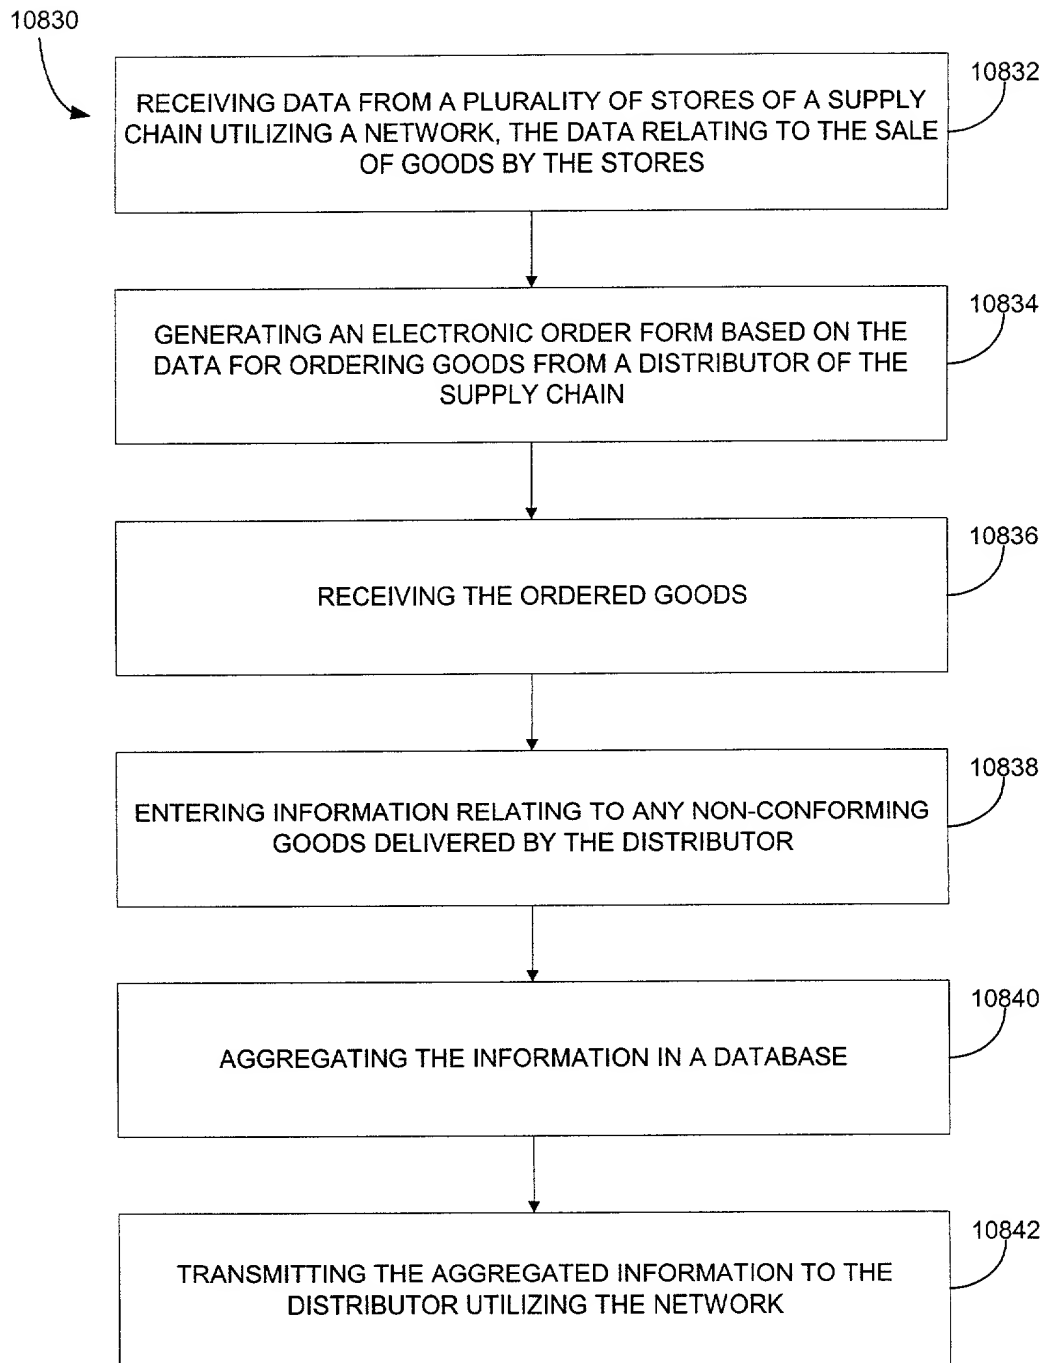 10830
10832
RECEIVING DATA FROM A PLURALITY OF STORES OF A SUPPLY
CHAIN UTILIZING A NETWORK, THE DATA RELATING TO THE SALE
OF GOODS BY THE STORES
10834
GENERATING AN ELECTRONIC ORDER FORM BASED ON THE
DATA FOR ORDERING GOODS FROM A DISTRIBUTOR OF THE
SUPPLY CHAIN
10836
RECEIVING THE ORDERED GOODS
10838
ENTERING INFORMATION RELATING TO ANY NON-CONFORMING
GOODS DELIVERED BY THE DISTRIBUTOR
10840
AGGREGATING THE INFORMATION IN A DATABASE
10842
TRANSMITTING THE AGGREGATED INFORMATION TO THE
DISTRIBUTOR UTILIZING THE NETWORK